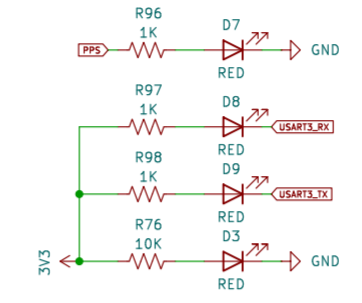 R96
1K
D7
PPS
GND
RED
R97
1K
D8
USART3_RX
RED
R98
1K
D9
USART3_TX
RED
R76
10K
D3
3V3
GND
RED